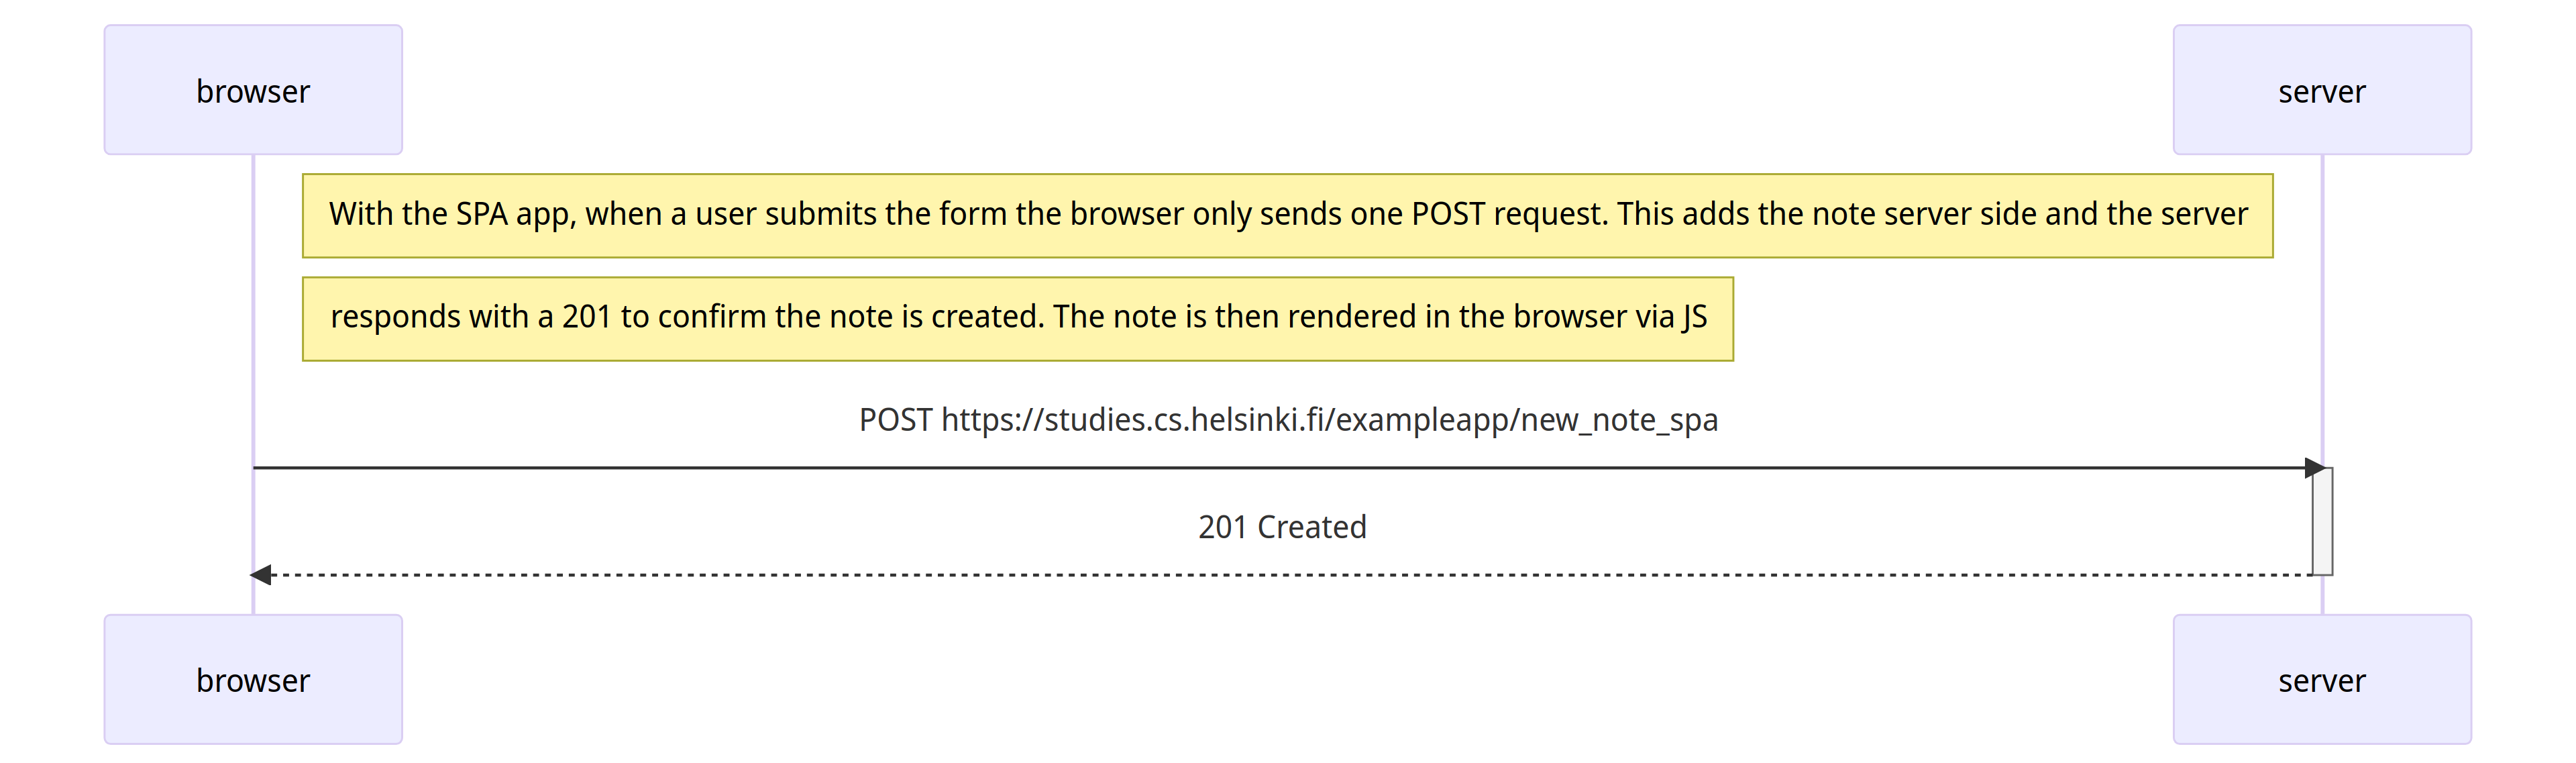 browser
server
With the SPA app, when a user submits the form the browser only sends one POST request. This adds the note server side and the server
responds with a 201 to confirm the note is created. The note is then rendered in the browser via JS
POST https://studies.cs.helsinki.fi/exampleapp/new_note_spa
201 Created
browser
server